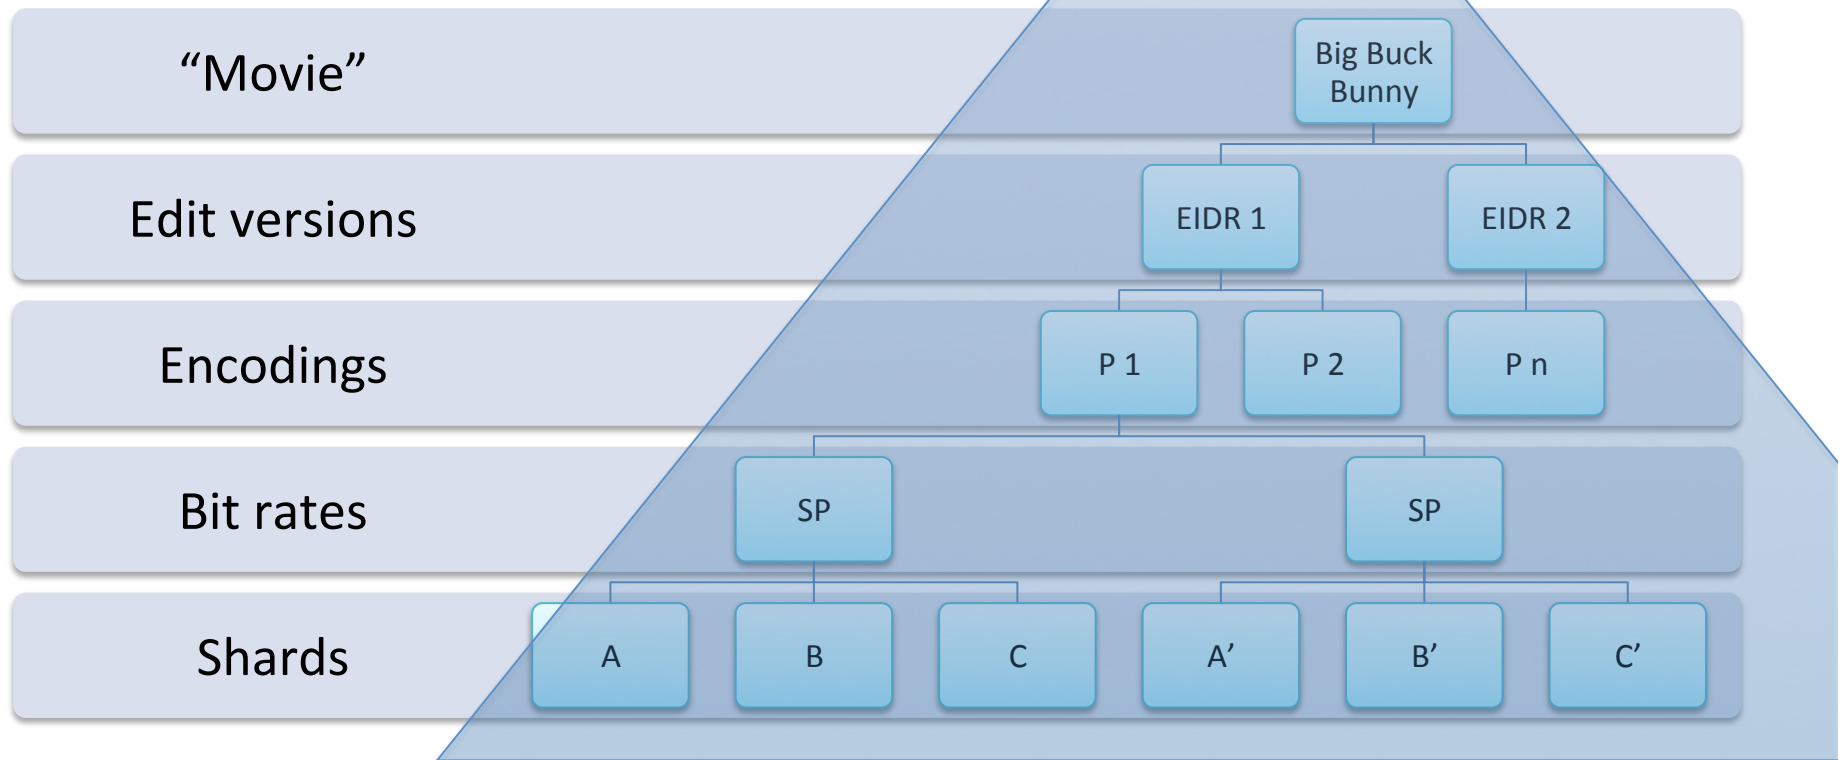 “Movie”
Big Buck
Bunny
Edit versions
EIDR 1
EIDR 2
Encodings
P 1
P 2
P n
Bit rates
SP
SP
Shards
A
B
C
A’
B’
C’